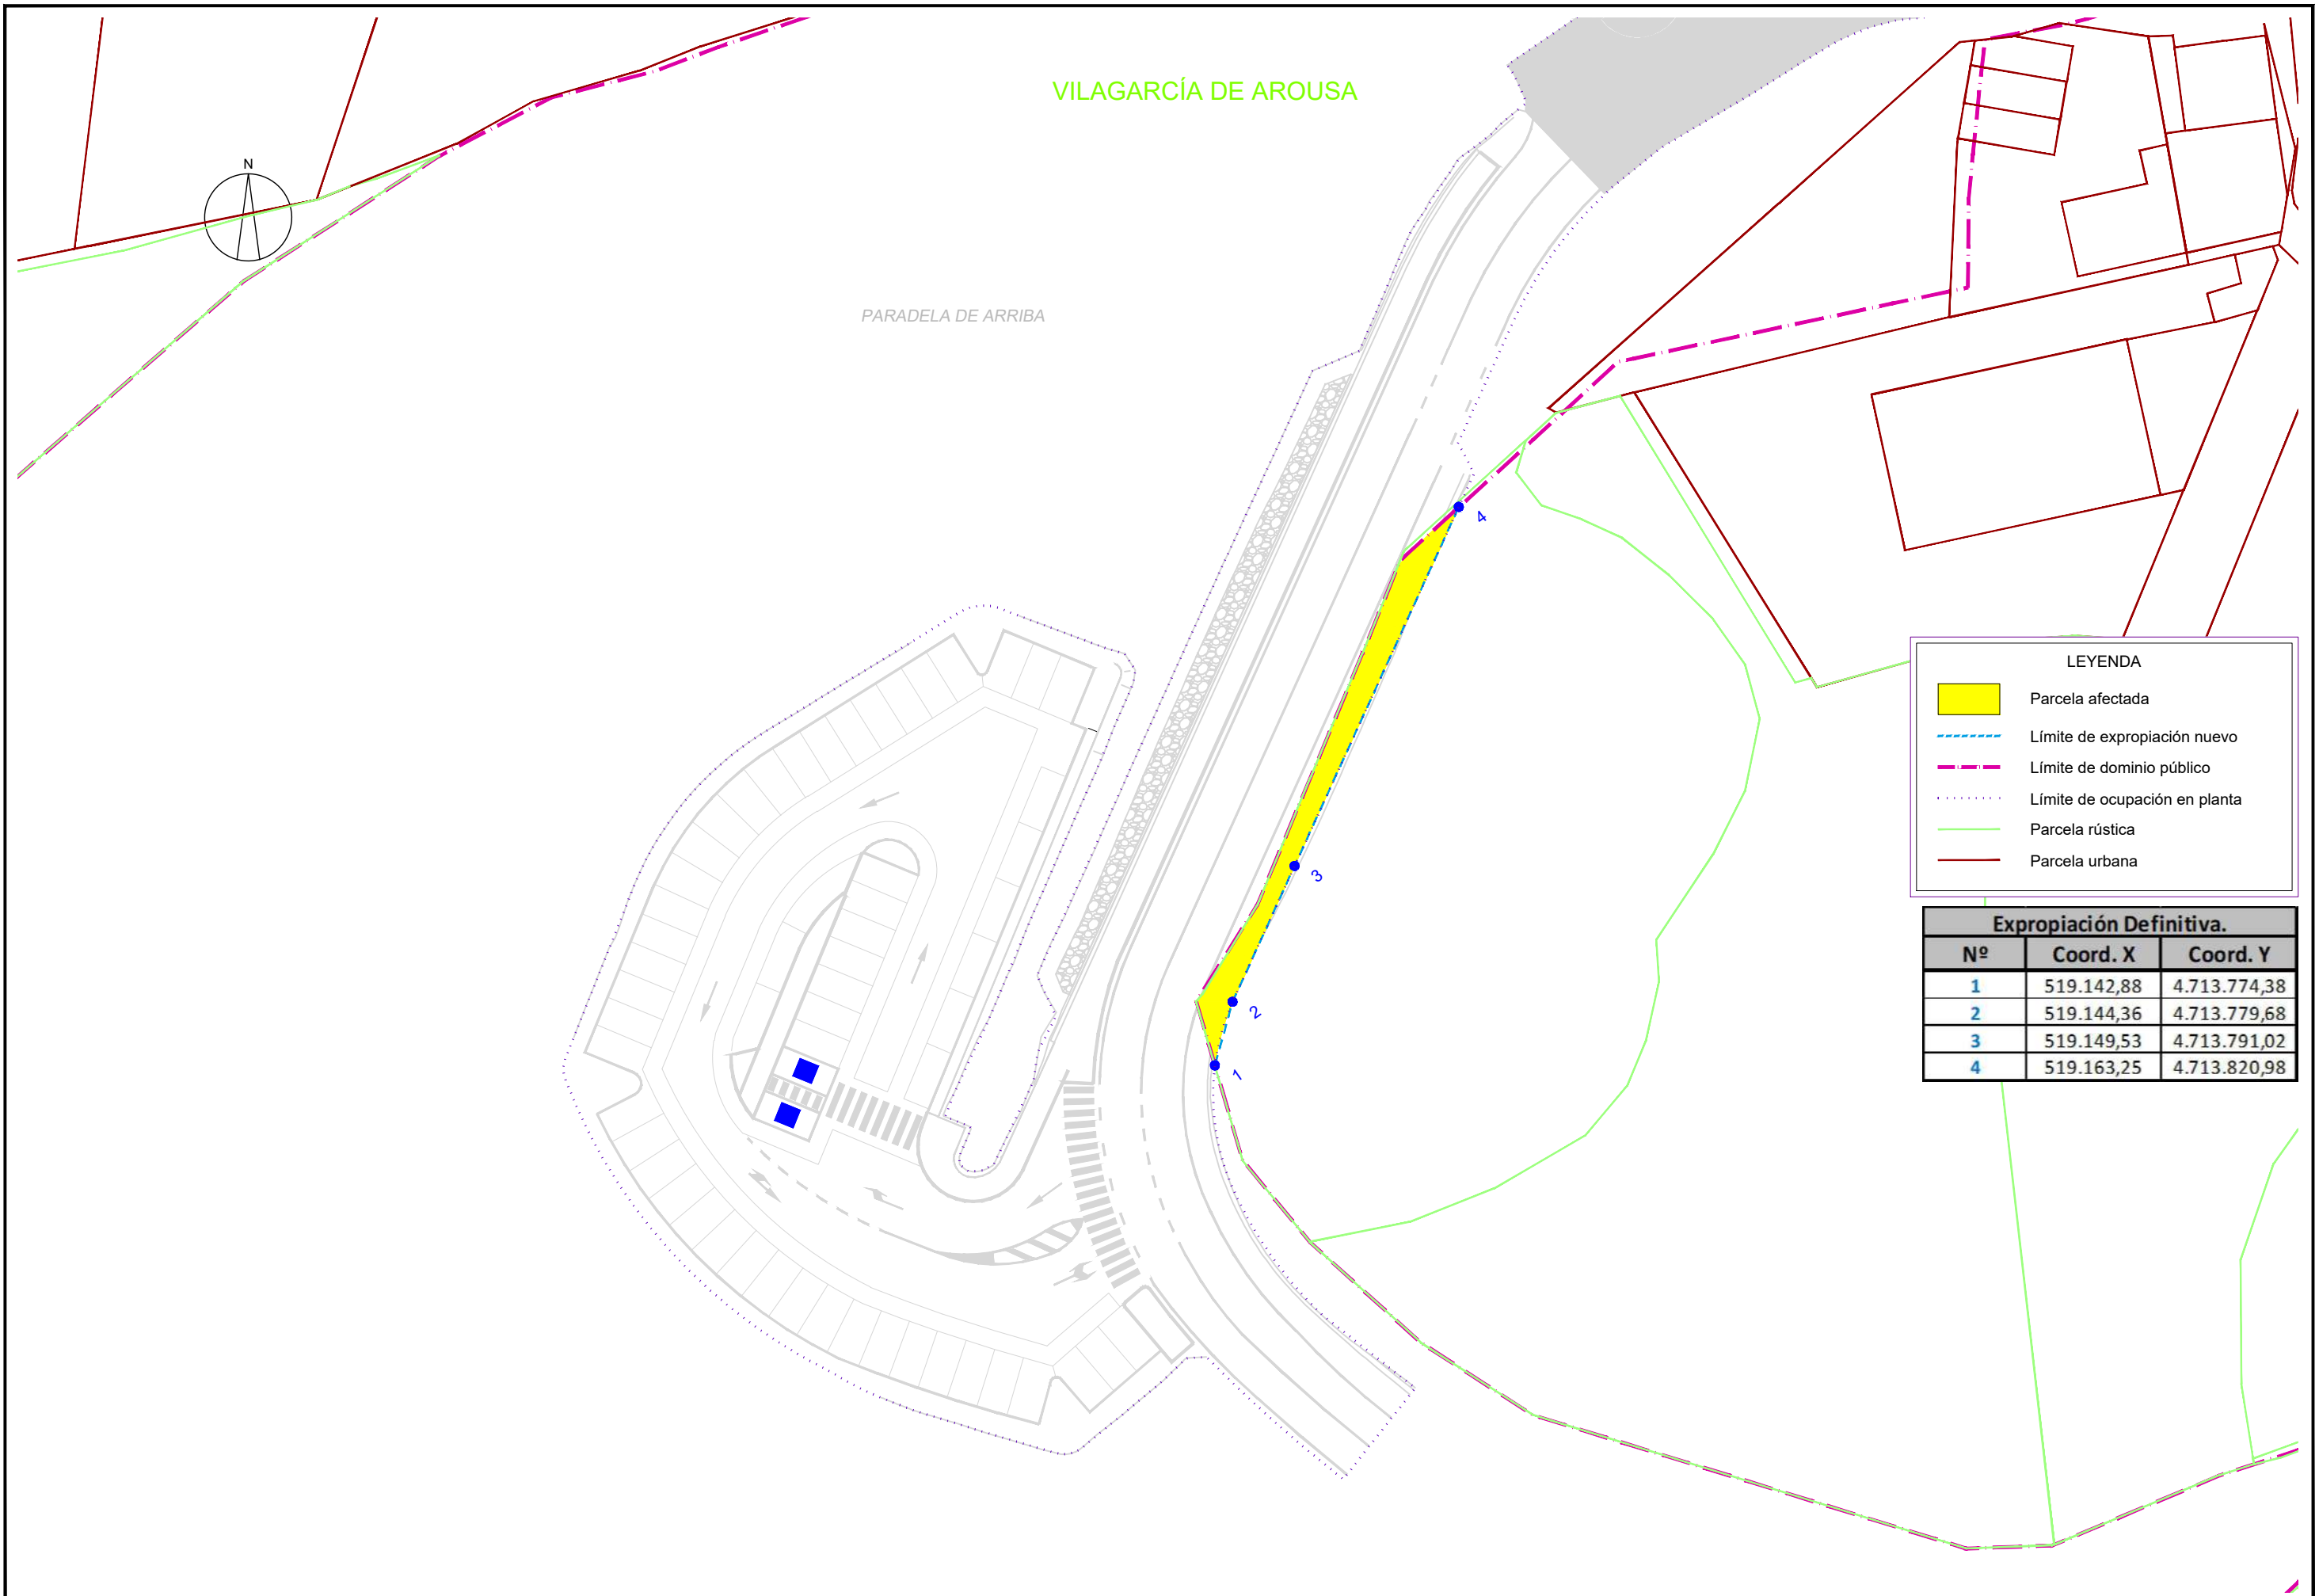 VILAGARCÍA DE AROUSA
N
PARADELA DE ARRIBA
4
3
2
1
LEYENDA
Parcela afectada
Límite de expropiación nuevo
Límite de dominio público
Límite de ocupación en planta
Parcela rústica
Parcela urbana
Expropiación Definitiva.
Nº Coord. X Coord. Y
1 519.142,88 4.713.774,38
2 519.144,36 4.713.779,68
3 519.149,53 4.713.791,02
4 519.163,25 4.713.820,98